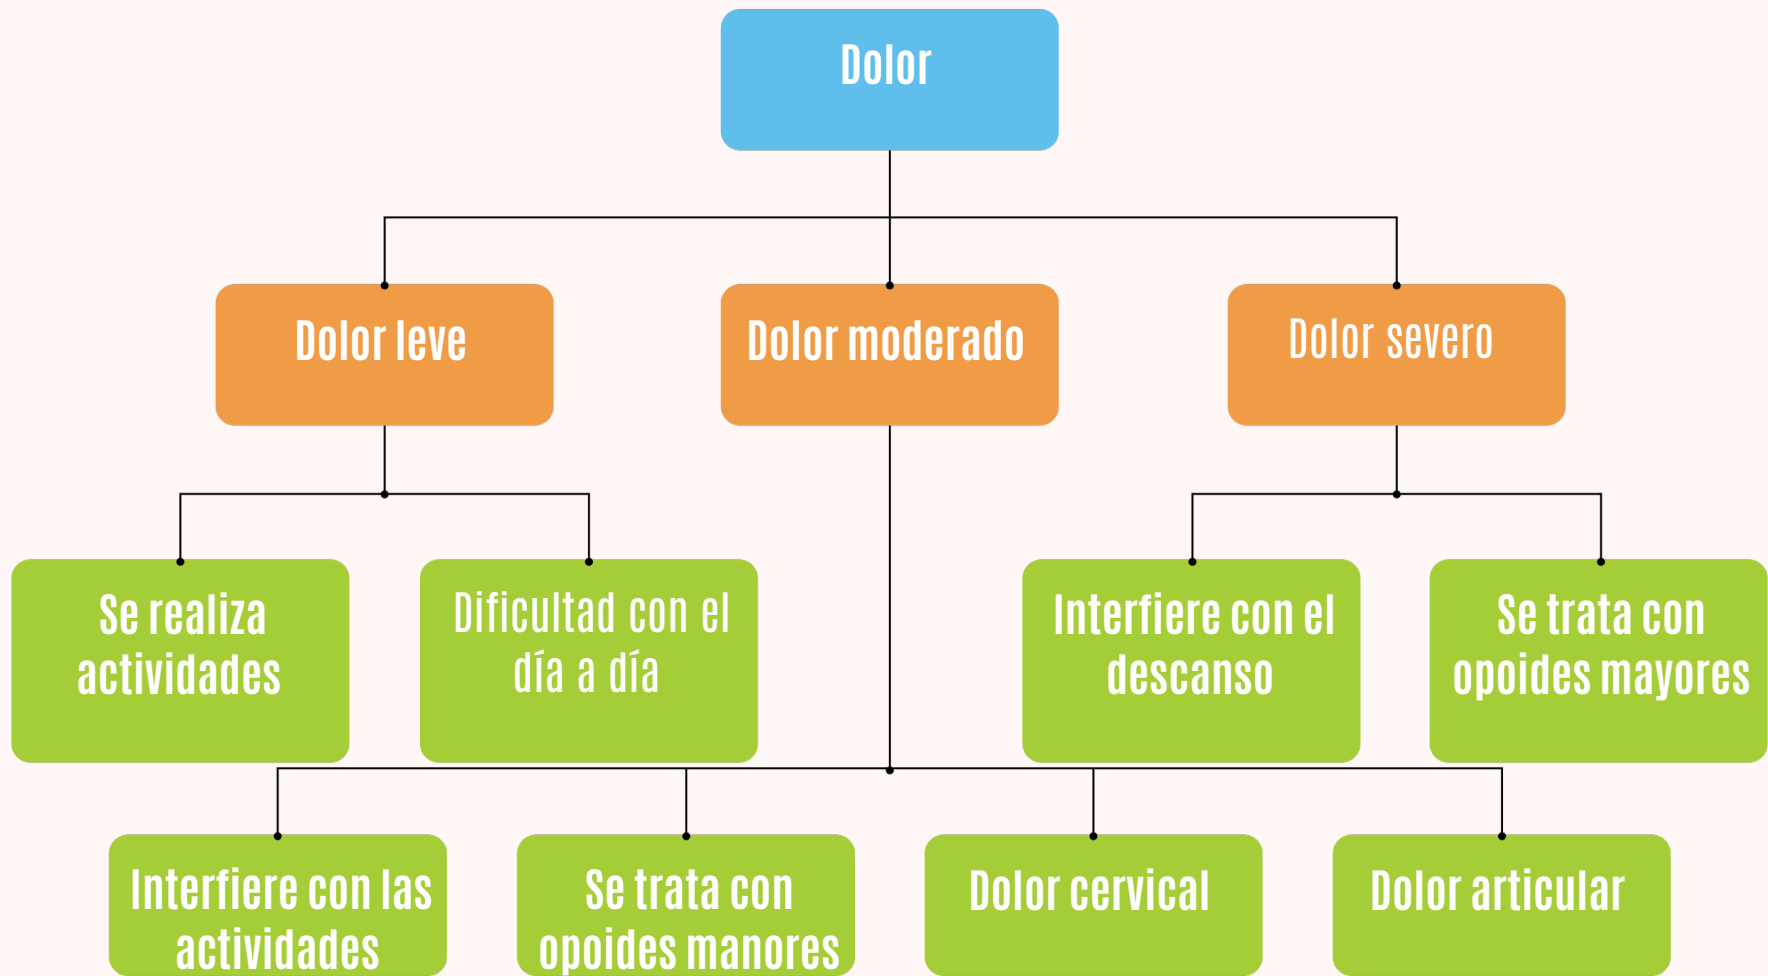 Dolor
Dolor leve
Dolor moderado
Dolor severo
Se realiza
actividades
Dificultad con el
día a día
Interfiere con el
descanso
Se trata con
opoides mayores
Interfiere con las
actividades
Se trata con
opoides manores
Dolor cervical
Dolor articular